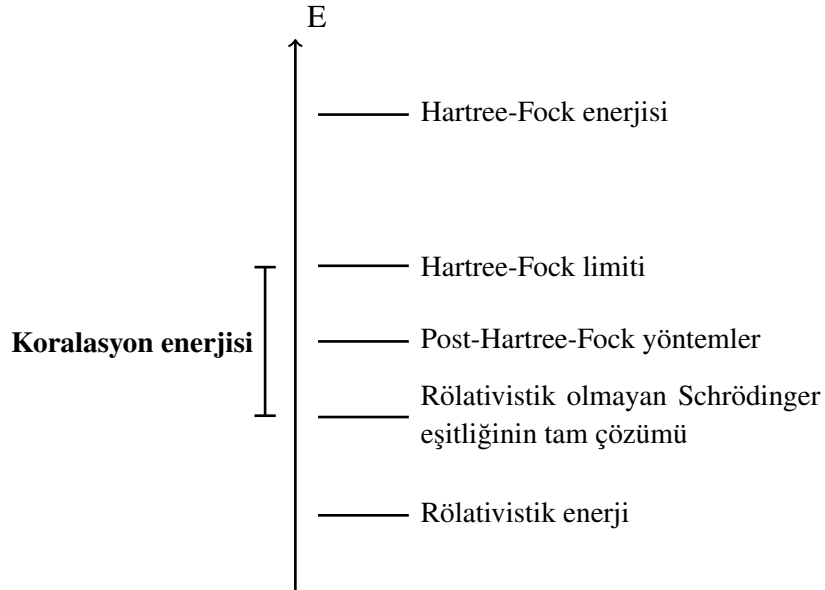 E
Hartree-Fock enerjisi
Hartree-Fock limiti
Koralasyon enerjisi
Post-Hartree-Fock yöntemler
Rölativistik olmayan Schrödinger
eşitliğinin tam çözümü
Rölativistik enerji